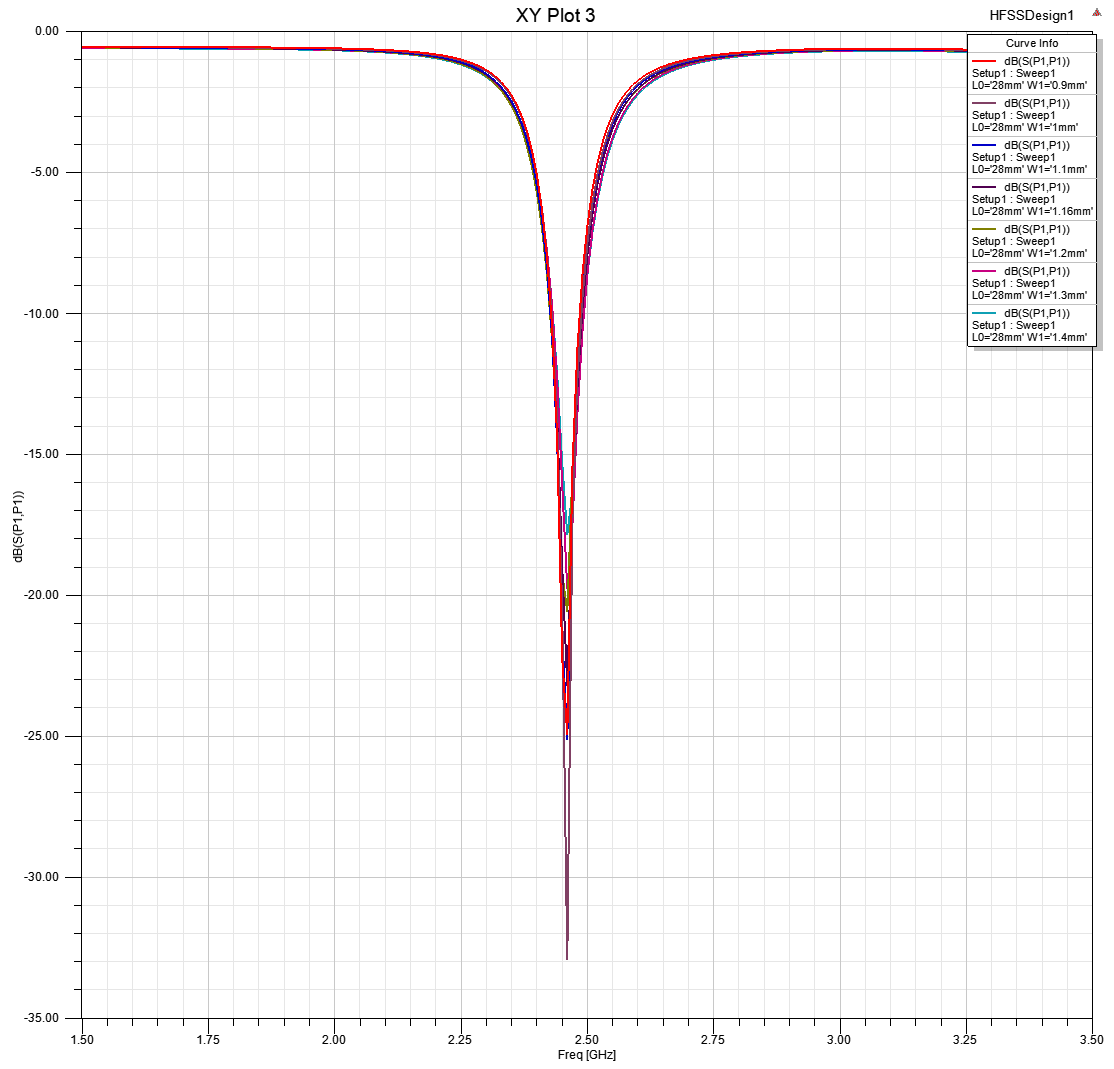 XY Plot 3
HFSSDesign1
Curve Info
dB(S(P1,P1))
Setup1 : Sweep1
L0='28mm' W1='0.9mm'
dB(S(P1,P1))
Setup1 : Sweep1
L0='28mm' W1='1mm'
dB(S(P1,P1))
Setup1 : Sweep1
L0='28mm' W1='1.1mm'
dB(S(P1,P1))
Setup1 : Sweep1
L0='28mm' W1='1.16mm'
dB(S(P1,P1))
Setup1 : Sweep1
L0='28mm' W1='1.2mm'
dB(S(P1,P1))
Setup1 : Sweep1
L0='28mm' W1='1.3mm'
dB(S(P1,P1))
Setup1 : Sweep1
L0='28mm' W1='1.4mm'
0.00
-5.00
-10.00
-15.00
-20.00
-25.00
-30.00
-35.00
dB(S(P1,P1))
1.50 1.75 2.00 2.25 2.50 2.75 3.00 3.25 3.50
Freq [GHz]